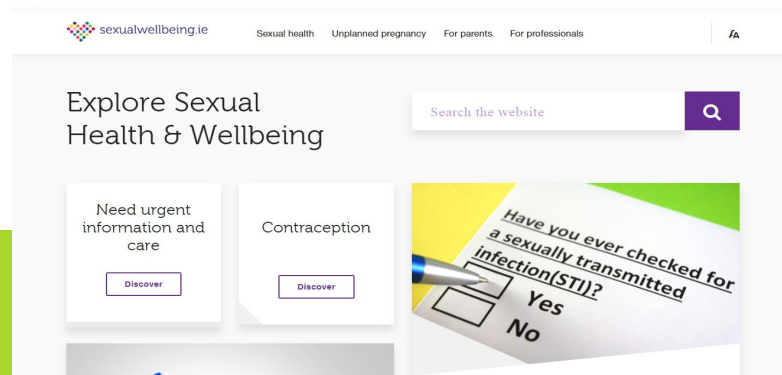 sexualwellbeing.ie
Sexual health Unplanned pregnancy For parents For professionals
AA
Explore Sexual
Health & Wellbeing
Search the website
Need urgent
information and
care
Discover
Contraception
Discover
Have you ever checked for
a sexually transmitted
infection(STI)?
Yes
No